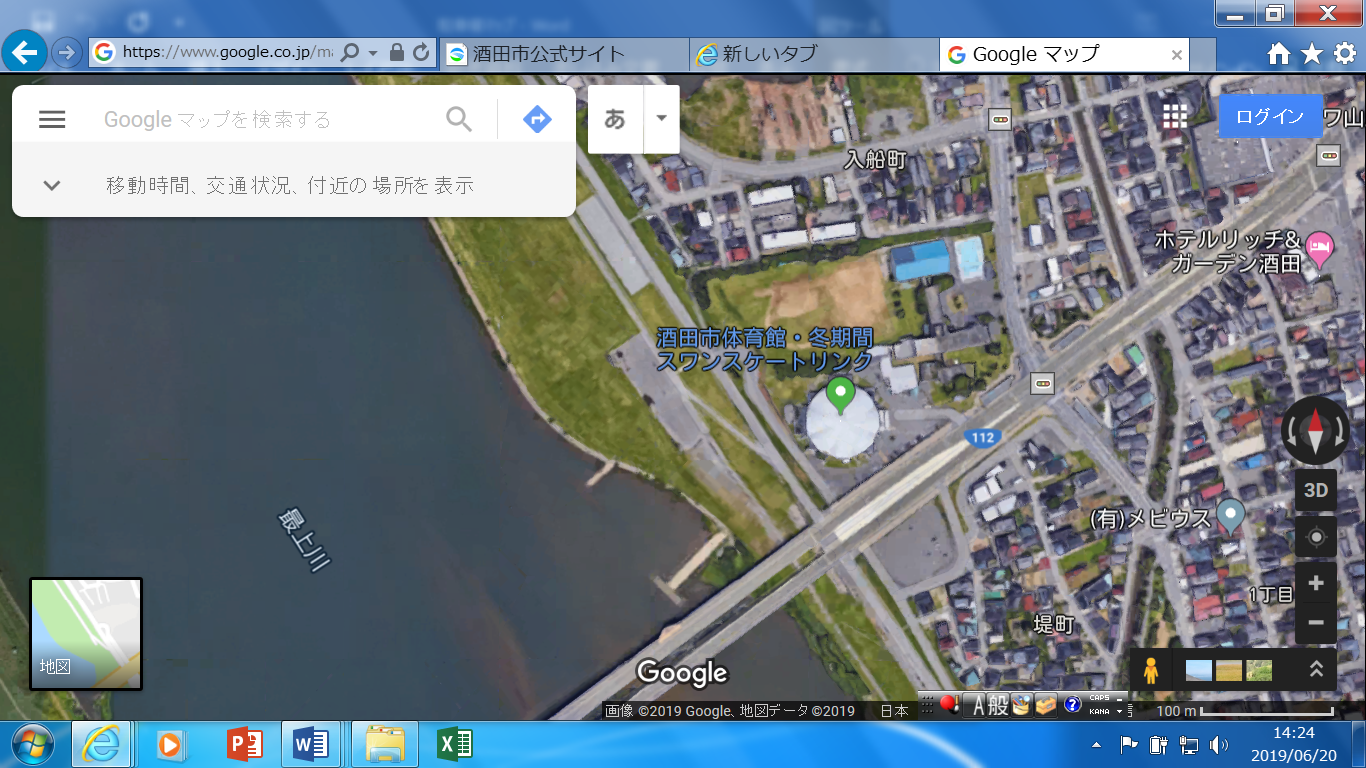 https://www.google.co.jp/ma
酒田市公式サイト
新しいタブ
Google マップ
Google マップを検索する
あ
ログイン
ワ山
移動時間、交通状況、付近の場所を表示
入船町
ホテルリッチ&
ガーデン酒田
酒田市体育館・冬期間
スワンスケートリンク
112
3D
(有)メビウス
最上川
1丁目
地図
堤町
Google
画像 ©2019 Google、地図データ ©2019
日本
A 般
CAPS
KANA
100 m
14:24
2019/06/20